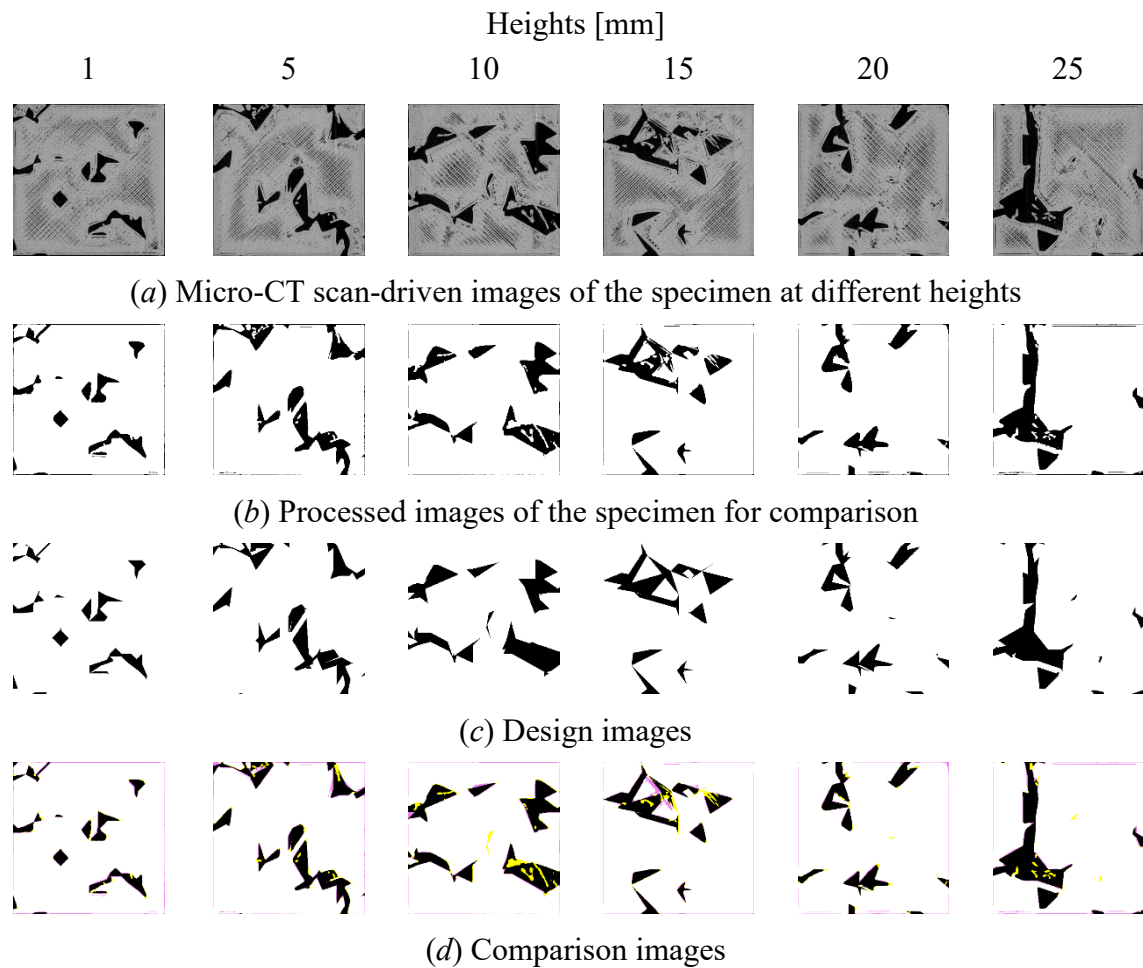 Heights [mm]
1 5 10 15 20 25
(a) Micro-CT scan-driven images of the specimen at different heights
(b) Processed images of the specimen for comparison
(c) Design images
(d) Comparison images